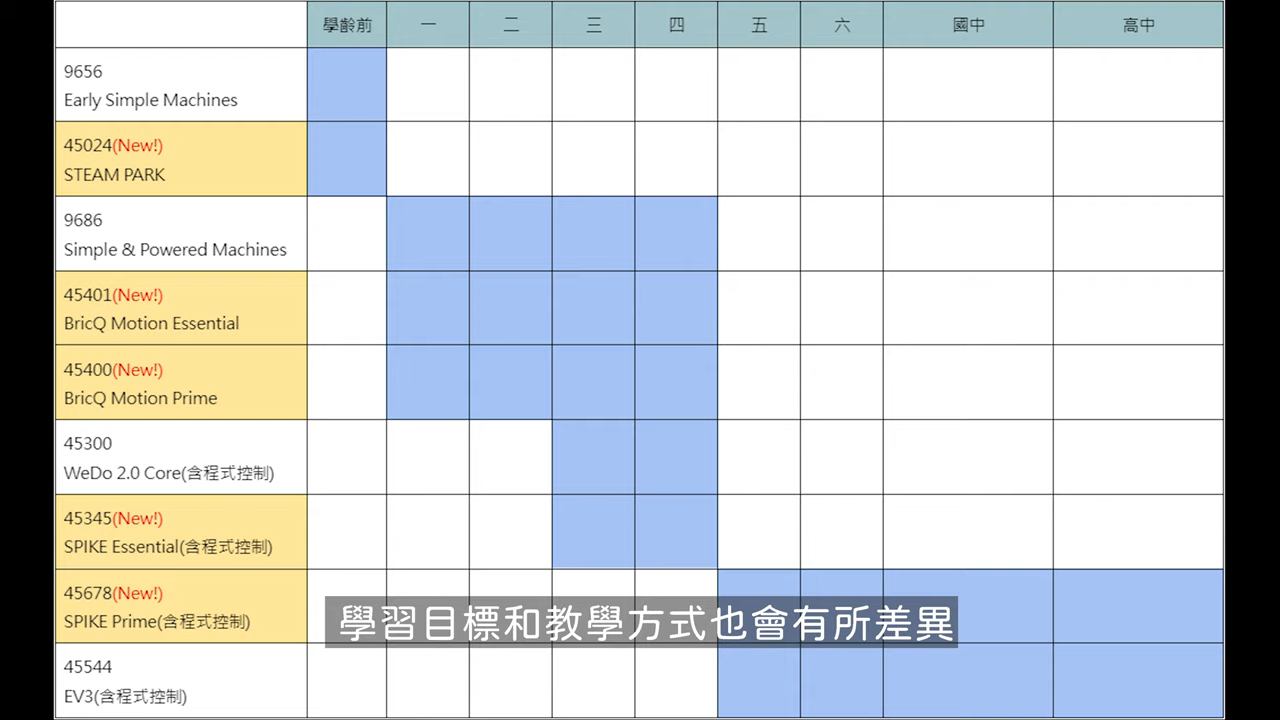 學齡前 一 二 三 四 五 六 國中 高中
9656
Early Simple Machines
45024(New!)
STEAM PARK
9686
Simple & Powered Machines
45401(New!)
BricQ Motion Essential
45400(New!)
BricQ Motion Prime
45300
WeDo 2.0 Core(含程式控制)
45345(New!)
SPIKE Essential(含程式控制)
45678(New!)
SPIKE Prime(含程式控制)
學習目標和教學方式也會有所差異
45544
EV3(含程式控制)